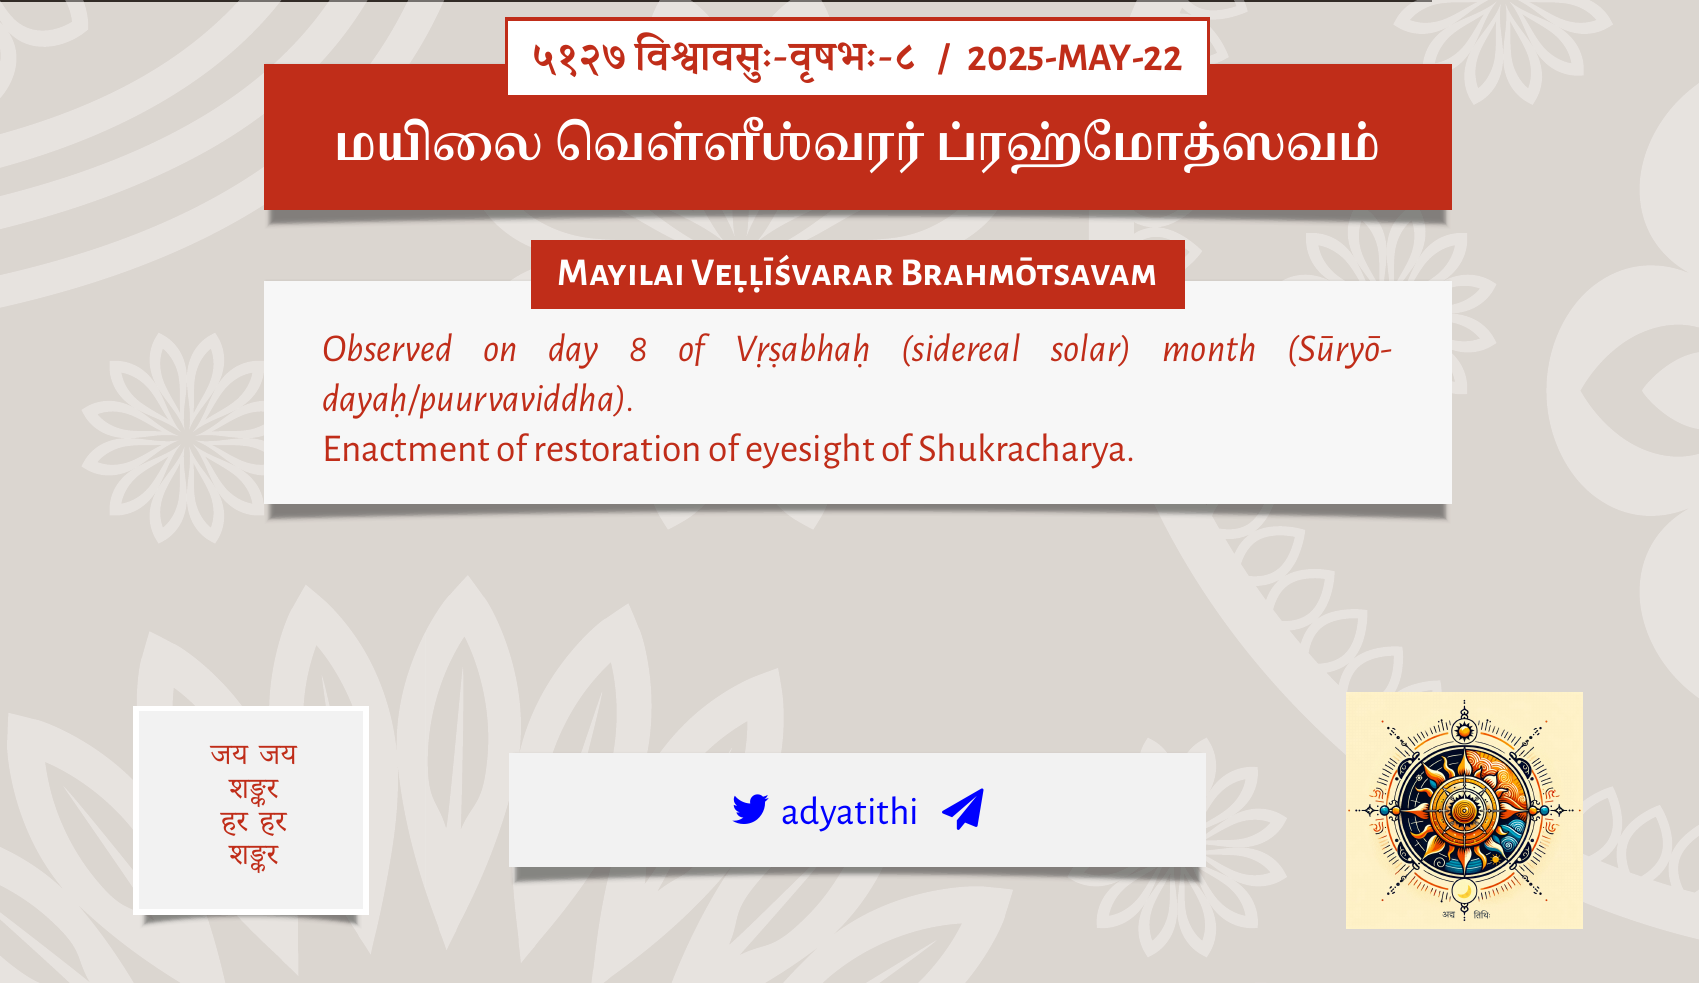 ५१२७ विश्वावसुः-वृषभः-८ / 2025-MAY-22
மயிலை வெள்ளீஶ்வரர் ப்ரஹ்மோத்ஸவம்
Mayilai Veḷḷīśvarar Brahmōtsavam
Observed on day 8 of Vṛṣabhaḥ (sidereal solar) month (Sūryō-
dayaḥ/puurvaviddha).
Enactment of restoration of eyesight of Shukracharya.
जय जय
शङ्कर
हर हर
शङ्कर
adyatithi
अद्य तिथिः